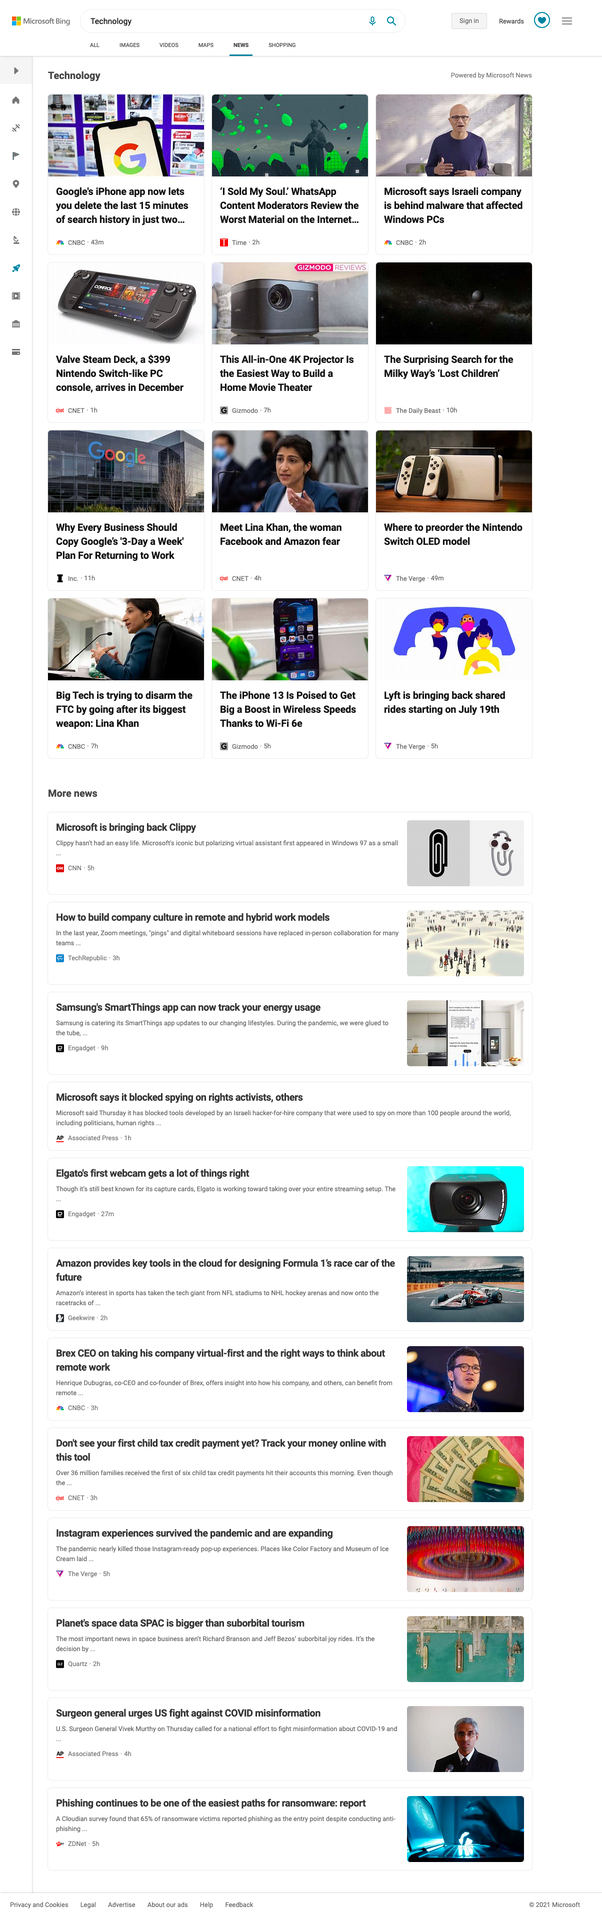 Microsoft Bing
Technology
Sign in
Rewards
ALL
IMAGES
VIDEOS
MAPS
NEWS
SHOPPING
Technology
Powered by Microsoft News
Google's iPhone app now lets
you delete the last 15 minutes
of search history in just two...
CNBC · 43m
'I Sold My Soul.' WhatsApp
Content Moderators Review the
Worst Material on the Internet...
Time · 2h
Microsoft says Israeli company
is behind malware that affected
Windows PCs
CNBC · 2h
CONTROL
Valve Steam Deck, a $399
Nintendo Switch-like PC
console, arrives in December
CNET · 1h
GIZMODO REVIEWS
This All-in-One 4K Projector Is
the Easiest Way to Build a
Home Movie Theater
Gizmodo · 7h
The Surprising Search for the
Milky Way's 'Lost Children'
The Daily Beast · 10h
Google
Why Every Business Should
Copy Google's '3-Day a Week'
Plan For Returning to Work
Inc. · 11h
Meet Lina Khan, the woman
Facebook and Amazon fear
CNET · 4h
Where to preorder the Nintendo
Switch OLED model
The Verge · 49m
Big Tech is trying to disarm the
FTC by going after its biggest
weapon: Lina Khan
CNBC · 7h
The iPhone 13 Is Poised to Get
Big a Boost in Wireless Speeds
Thanks to Wi-Fi 6e
Gizmodo · 5h
Lyft is bringing back shared
rides starting on July 19th
The Verge · 5h
More news
Microsoft is bringing back Clippy
Clippy hasn't had an easy life. Microsoft's iconic but polarizing virtual assistant first appeared in Windows 97 as a small
...
CNN · 5h
How to build company culture in remote and hybrid work models
In the last year, Zoom meetings, "pings" and digital whiteboard sessions have replaced in-person collaboration for many
teams ...
TechRepublic · 3h
Samsung's SmartThings app can now track your energy usage
Samsung is catering its SmartThings app updates to our changing lifestyles. During the pandemic, we were glued to
the tube, ...
Engadget · 9h
Microsoft says it blocked spying on rights activists, others
Microsoft said Thursday it has blocked tools developed by an Israeli hacker-for-hire company that were used to spy on more than 100 people around the world,
including politicians, human rights ...
AP Associated Press · 1h
Elgato's first webcam gets a lot of things right
Though it's still best known for its capture cards, Elgato is working toward taking over your entire streaming setup. The
...
Engadget · 27m
Amazon provides key tools in the cloud for designing Formula 1's race car of the
future
Amazon's interest in sports has taken the tech giant from NFL stadiums to NHL hockey arenas and now onto the
racetracks of ...
Geekwire · 2h
Brex CEO on taking his company virtual-first and the right ways to think about
remote work
Henrique Dubugras, co-CEO and co-founder of Brex, offers insight into how his company, and others, can benefit from
remote ...
CNBC · 3h
Don't see your first child tax credit payment yet? Track your money online with
this tool
Over 36 million families received the first of six child tax credit payments hit their accounts this morning. Even though
the ...
CNET · 3h
Instagram experiences survived the pandemic and are expanding
The pandemic nearly killed those Instagram-ready pop-up experiences. Places like Color Factory and Museum of Ice
Cream laid ...
The Verge · 5h
Planet's space data SPAC is bigger than suborbital tourism
The most important news in space business aren't Richard Branson and Jeff Bezos' suborbital joy rides. It's the
decision by ...
Quartz · 2h
Surgeon general urges US fight against COVID misinformation
U.S. Surgeon General Vivek Murthy on Thursday called for a national effort to fight misinformation about COVID-19 and
...
AP Associated Press · 4h
Phishing continues to be one of the easiest paths for ransomware: report
A Cloudian survey found that 65% of ransomware victims reported phishing as the entry point despite conducting anti-
phishing ...
ZDNet · 5h
Privacy and Cookies
Legal
Advertise
About our ads
Help
Feedback
© 2021 Microsoft